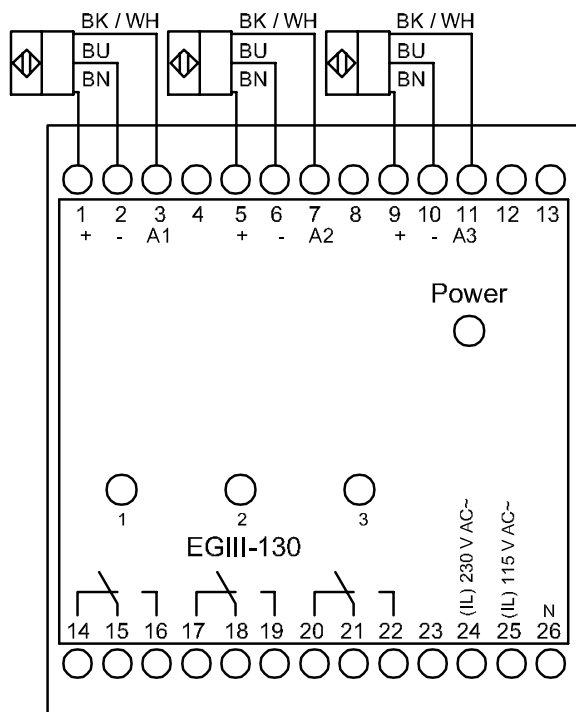 BK / WH BK / WH BK / WH
BU BU BU
BN BN BN
1 2 3 4 5 6 7 8 9 10 11 12 13
+ - A1 + - A2 + - A3
Power
1 2 3
EGIII-130
(IL) 230 V AC~
(IL) 115 V AC~
N
14 15 16 17 18 19 20 21 22 23 24 25 26